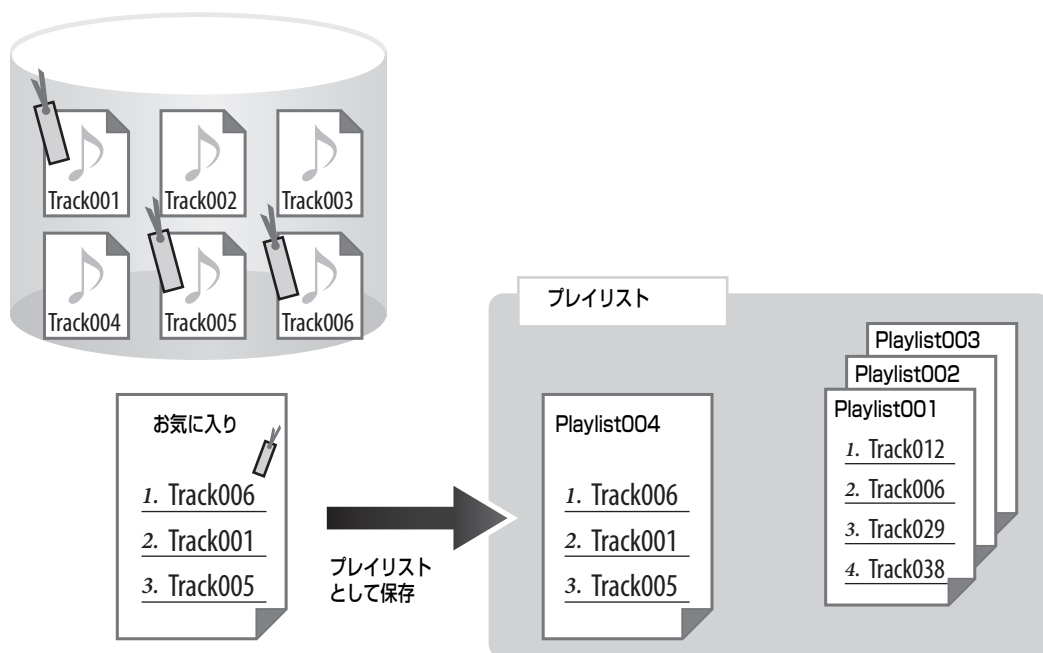 Track001
Track002
Track003
Track004
Track005
Track006
お気に入り
1. Track006
2. Track001
3. Track005
プレイリスト
として保存
プレイリスト
Playlist004
1. Track006
2. Track001
3. Track005
Playlist003
Playlist002
Playlist001
1. Track012
2. Track006
3. Track029
4. Track038